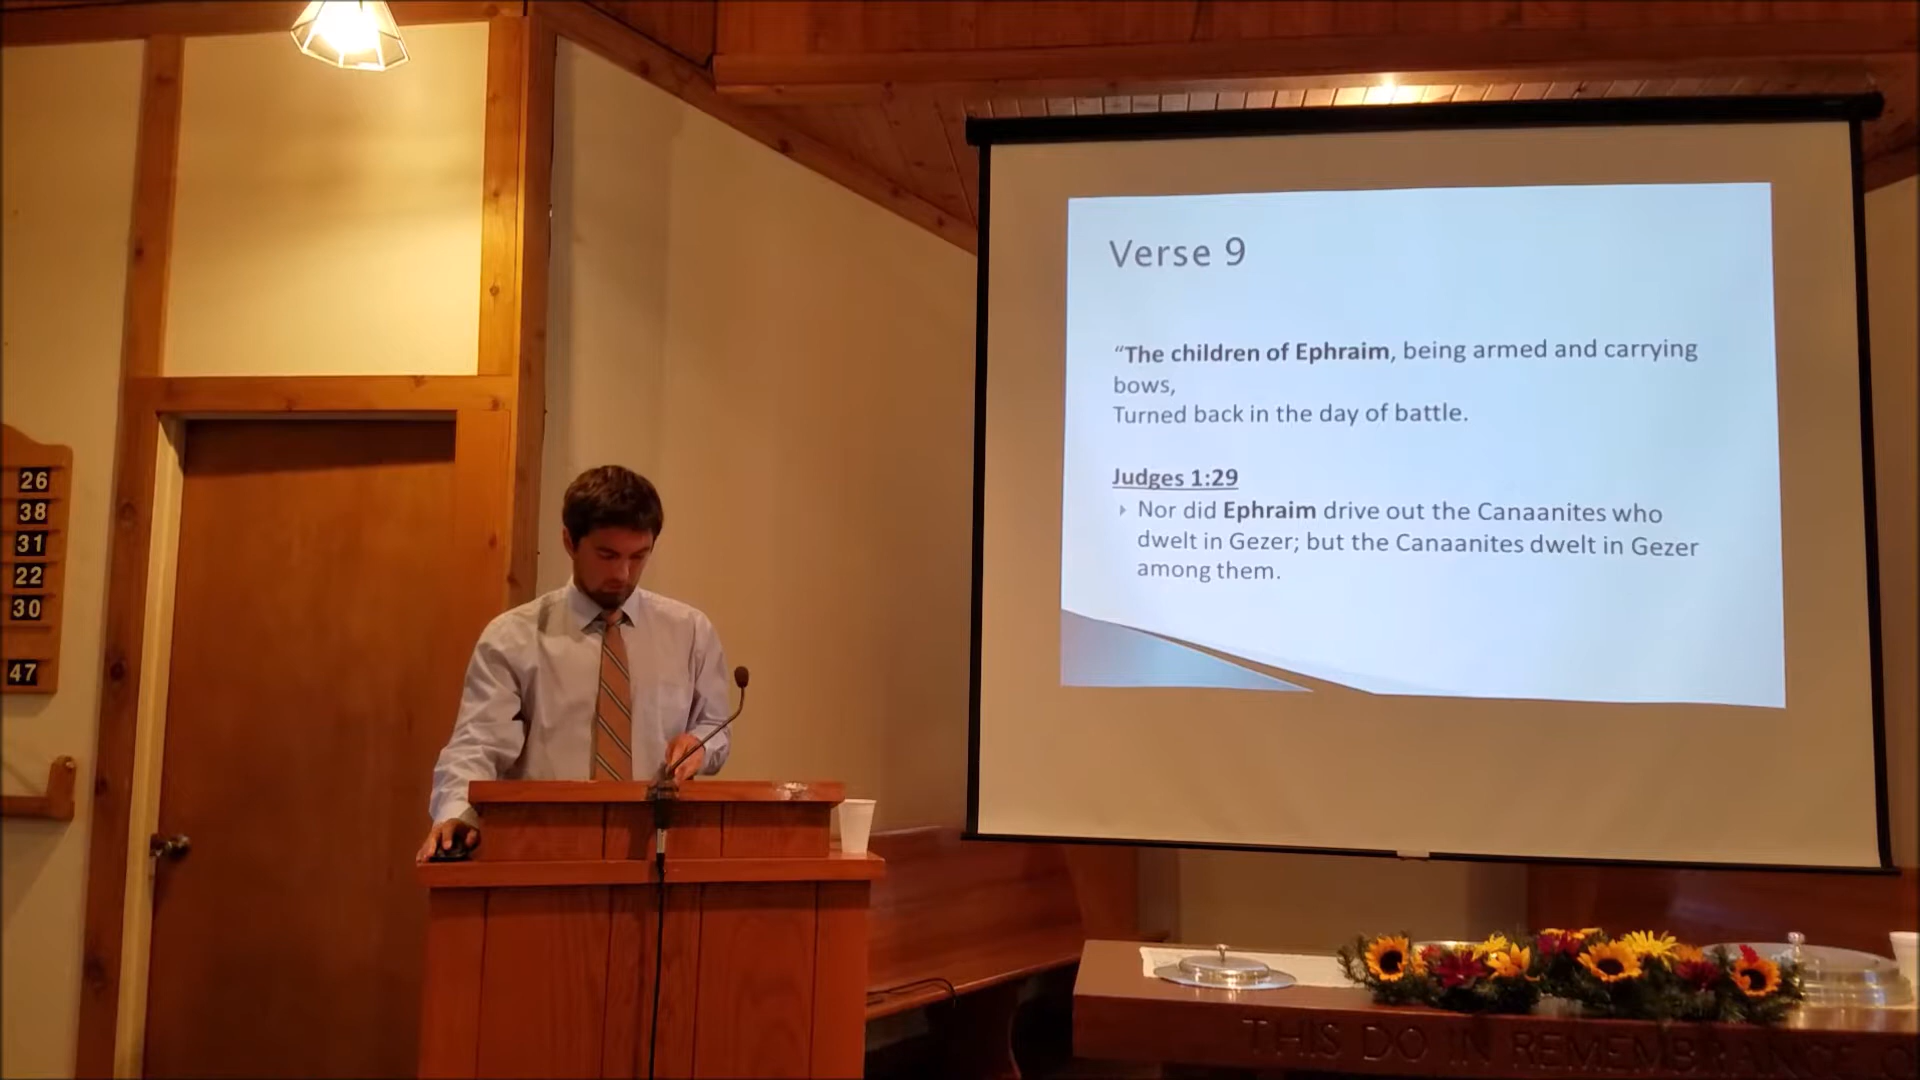 26
38
31
22
30
47
Verse 9
“The children of Ephraim, being armed and carrying
bows,
Turned back in the day of battle.
Judges 1:29
Nor did Ephraim drive out the Canaanites who
dwelt in Gezer; but the Canaanites dwelt in Gezer
among them.
THIS DO IN REMEMBRANCE O